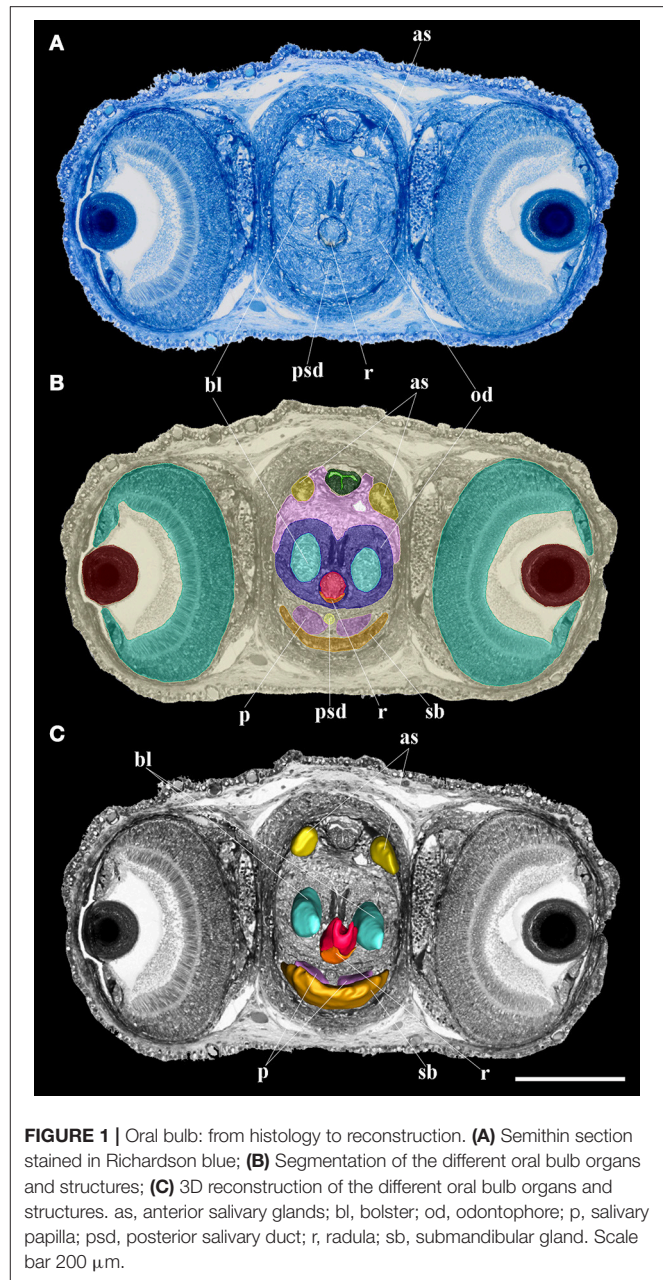 A
as
psd
r
bl
od
B
as
p
psd
r
sb
C
as
bl
p
sb
r
FIGURE 1 | Oral bulb: from histology to reconstruction. (A) Semithin section
stained in Richardson blue; (B) Segmentation of the different oral bulb organs
and structures; (C) 3D reconstruction of the different oral bulb organs and
structures. as, anterior salivary glands; bl, bolster; od, odontophore; p, salivary
papilla; psd, posterior salivary duct; r, radula; sb, submandibular gland. Scale
bar 200 μm.